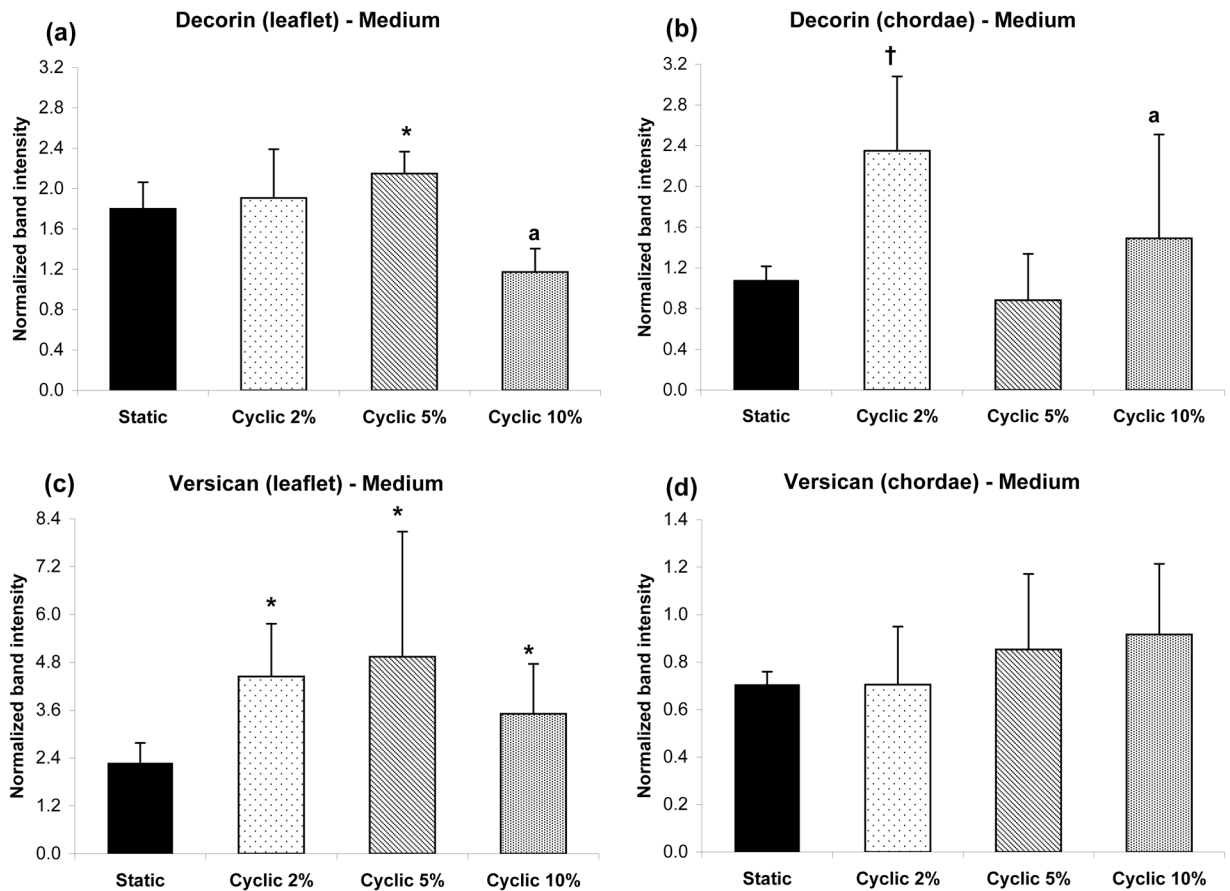 (a)
Decorin (leaflet) - Medium
Normalized band intensity
3.2
2.8
2.4
2.0
1.6
1.2
0.8
0.4
0.0
*
a
Static
Cyclic 2%
Cyclic 5%
Cyclic 10%
(b)
Decorin (chordae) - Medium
Normalized band intensity
3.2
2.8
2.4
2.0
1.6
1.2
0.8
0.4
0.0
†
a
Static
Cyclic 2%
Cyclic 5%
Cyclic 10%
(c)
Versican (leaflet) - Medium
Normalized band intensity
8.4
7.2
6.0
4.8
3.6
2.4
1.2
0.0
*
*
*
Static
Cyclic 2%
Cyclic 5%
Cyclic 10%
(d)
Versican (chordae) - Medium
Normalized band intensity
1.4
1.2
1.0
0.8
0.6
0.4
0.2
0.0
Static
Cyclic 2%
Cyclic 5%
Cyclic 10%